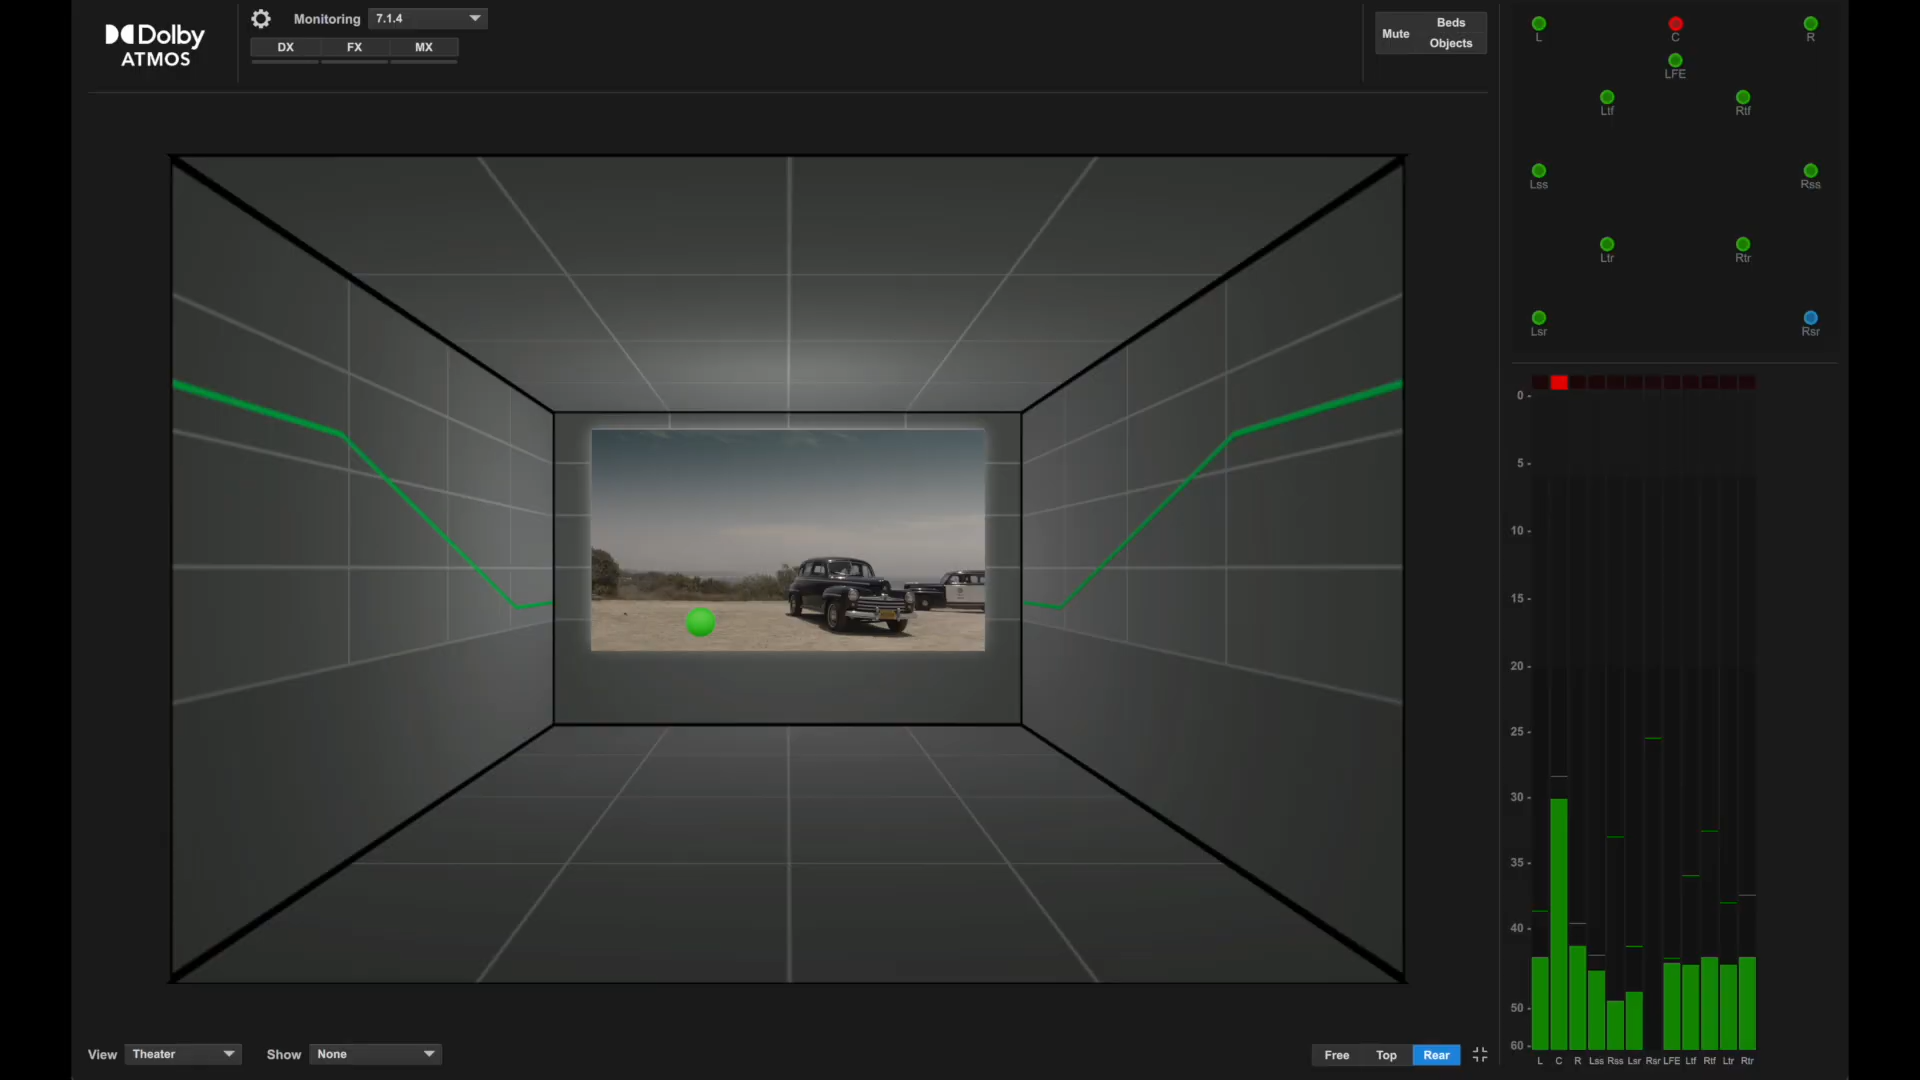 Dolby
ATMOS
Monitoring 7.1.4
DX FX MX
Mute
Beds
Objects
L C R
LFE
Ltf Rtf
Lss Rss
Ltr Rtr
Lsr Rsr
0 -
5 -
10 -
15 -
20 -
25 -
30 -
35 -
40 -
50 -
60 -
L C R Lss Rss Lsr Rsr LFE Ltf Rtf Ltr Rtr
View Theater Show None
Free Top Rear